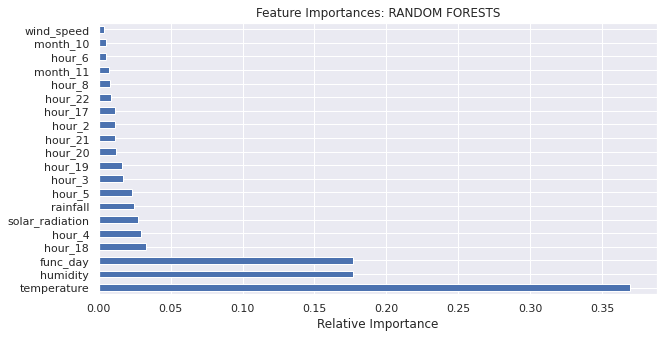 Feature Importances: RANDOM FORESTS
wind_speed
month_10
hour_6
month_11
hour_8
hour_22
hour_17
hour_2
hour_21
hour_20
hour_19
hour_3
hour_5
rainfall
solar_radiation
hour_4
hour_18
func_day
humidity
temperature
0.00 0.05 0.10 0.15 0.20 0.25 0.30 0.35
Relative Importance